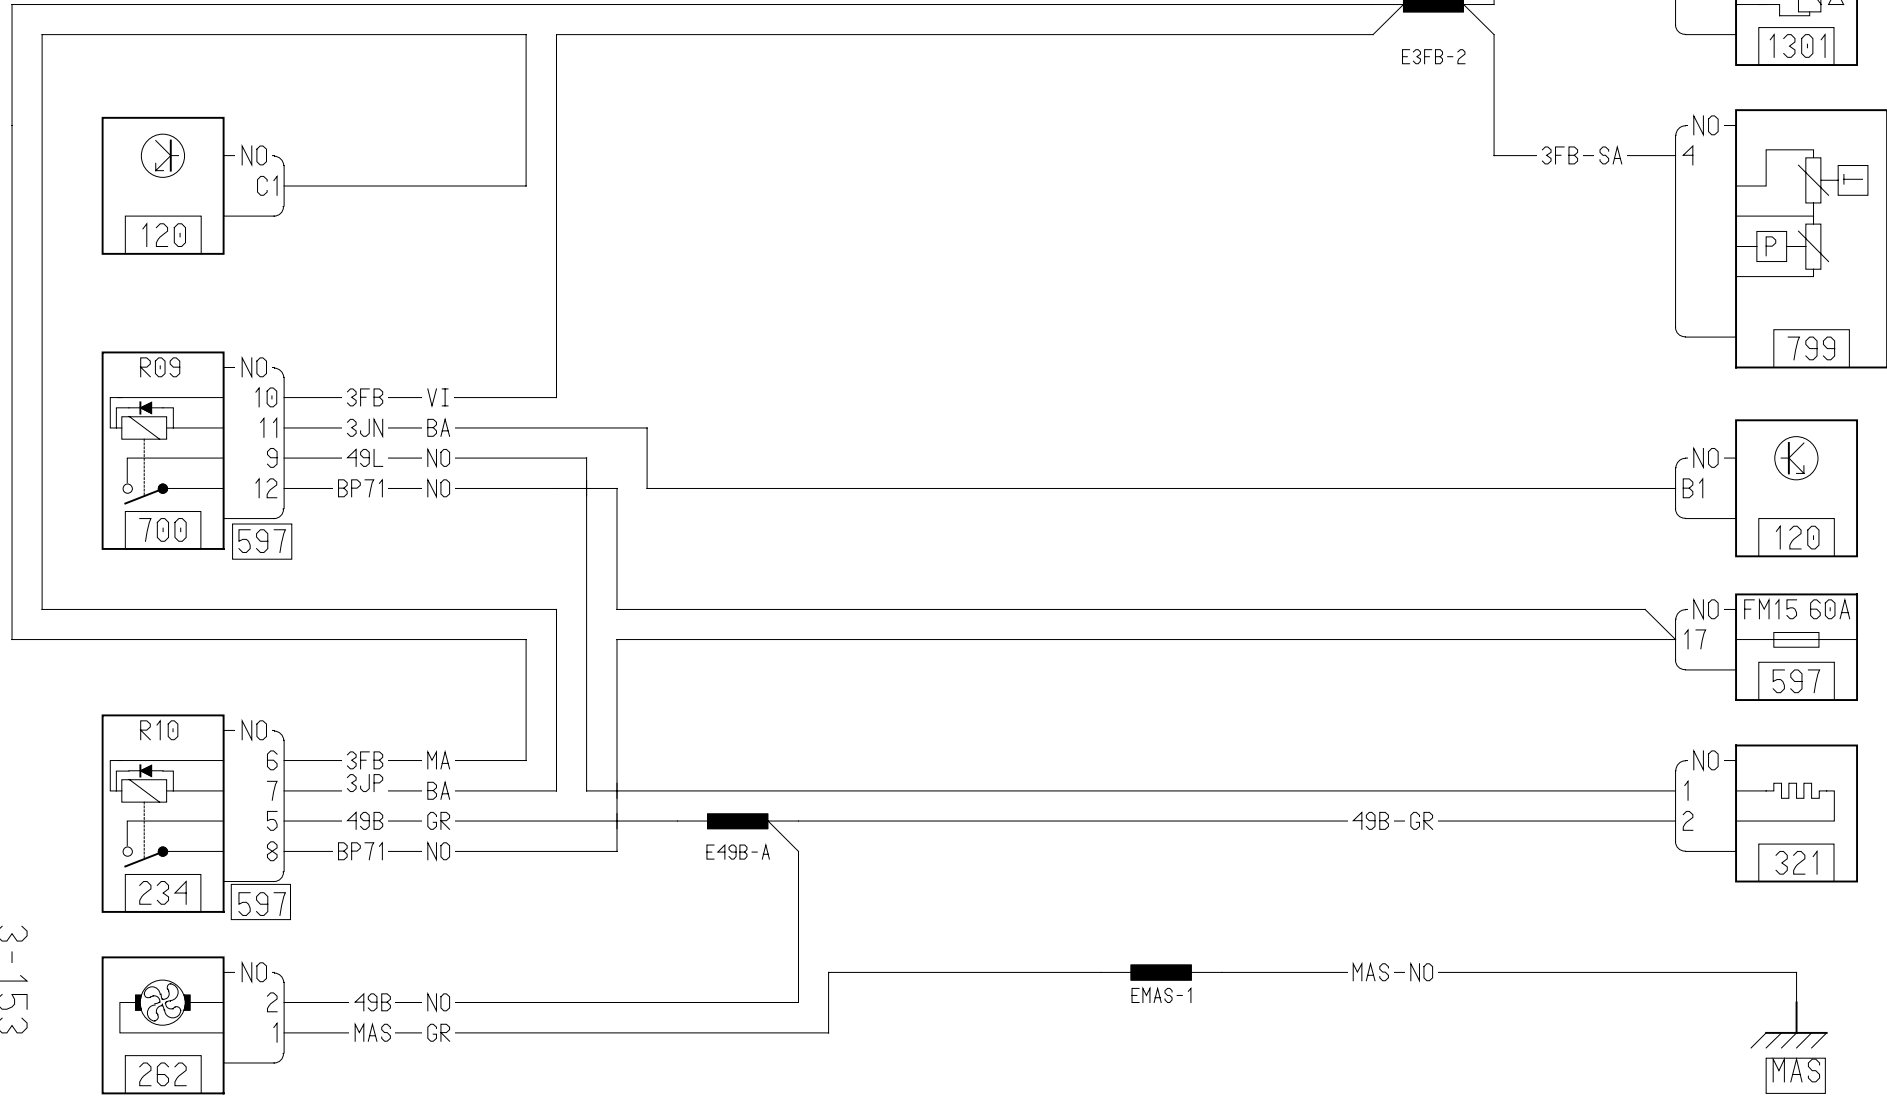 1301
E3FB-2
NO
3FB-SA
4
T
P
799
NO
C1
120
R09
NO
10
3FB
VI
11
3JN
BA
9
49L
NO
12
BP71
NO
700
597
NO
B1
120
NO
FM15 60A
17
597
R10
NO
6
3FB
MA
7
3JP
BA
5
49B
GR
8
BP71
NO
234
597
E49B-A
49B-GR
NO
1
2
321
3-153
NO
2
49B
NO
1
MAS
GR
262
EMAS-1
MAS-NO
MAS